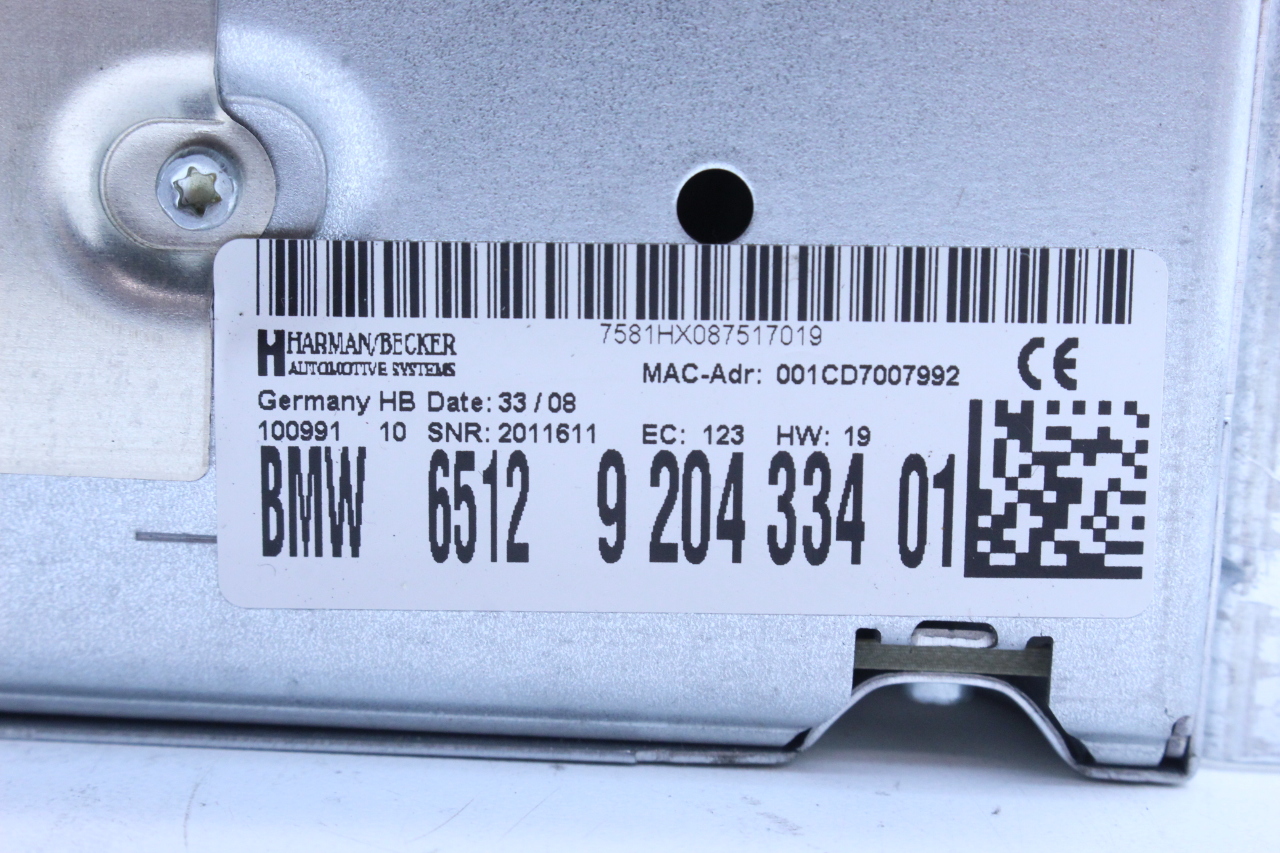 7581HX087517019
HARMAN/BECKER
AUTOMOTIVE SYSTEMS
MAC-Adr: 001CD7007992
CE
Germany HB Date: 33 / 08
100991 10 SNR: 2011611 EC: 123 HW: 19
BMW 6512 9 204 334 01